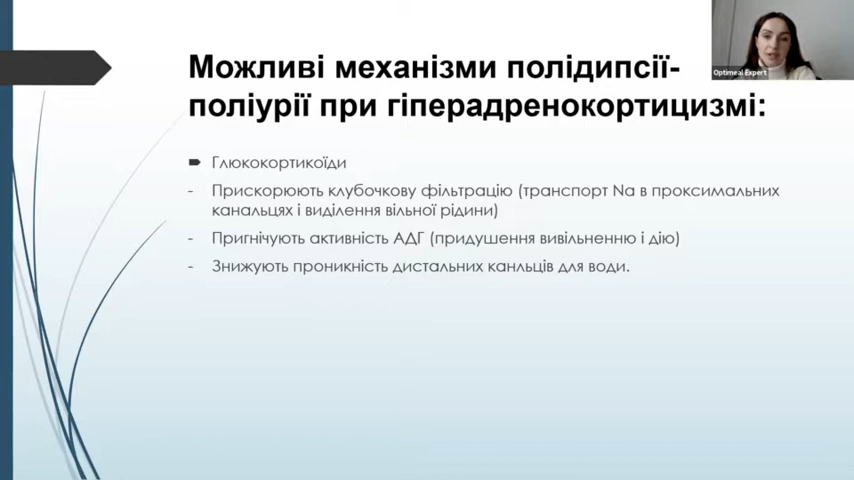 Можливі механізми полідипсії-
поліурії при гіперадренокортицизмі:
Глюкокортикоїди
- Прискорюють клубочкову фільтрацію (транспорт Na в проксимальних
канальцях і виділення вільної рідини)
- Пригнічують активність АДГ (придушення вивільненню і дію)
- Знижують проникність дистальних канльців для води.
Optimeal Expert